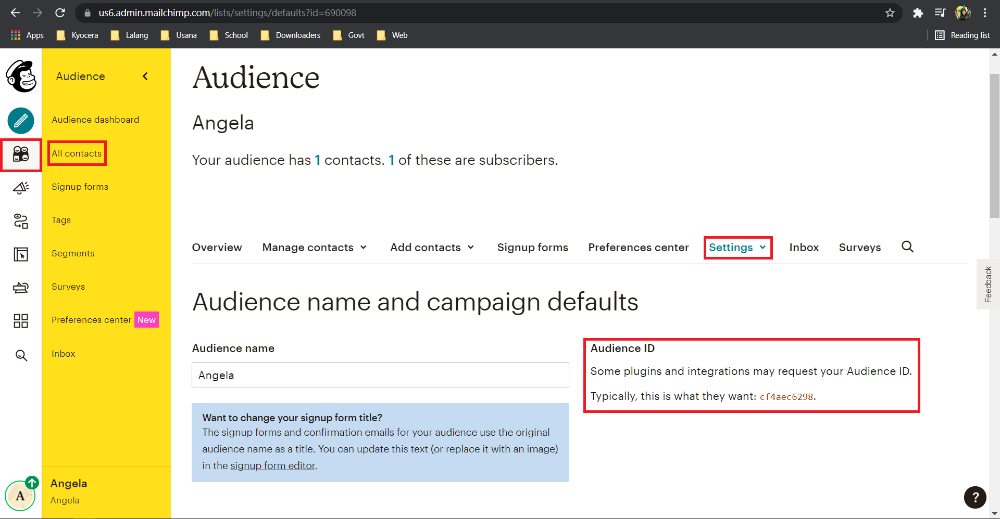 us6.admin.mailchimp.com/lists/settings/defaults?id=690098
Apps
Kyocera
Lalang
Usana
School
Downloaders
Govt
Web
Reading list
Audience
Audience dashboard
All contacts
Signup forms
Tags
Segments
Surveys
Preferences center New
Inbox
Angela
Angela
A
Audience
Angela
Your audience has 1 contacts. 1 of these are subscribers.
Overview
Manage contacts
Add contacts
Signup forms
Preferences center
Settings
Inbox
Surveys
Audience name and campaign defaults
Audience name
Angela
Want to change your signup form title?
The signup forms and confirmation emails for your audience use the original
audience name as a title. You can update this text (or replace it with an image)
in the signup form editor.
Audience ID
Some plugins and integrations may request your Audience ID.
Typically, this is what they want: cf4aec6298.
Feedback
?